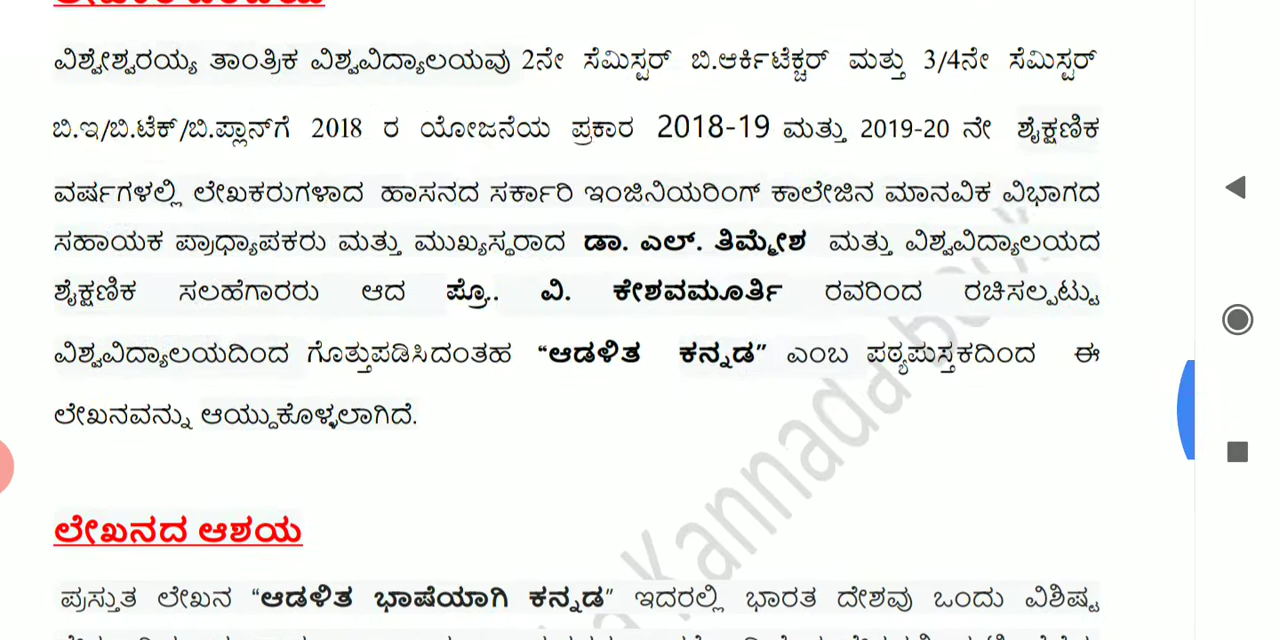 ವಿಶ್ವೇಶ್ವರಯ್ಯ ತಾಂತ್ರಿಕ ವಿಶ್ವವಿದ್ಯಾಲಯವು 2ನೇ ಸೆಮಿಸ್ಟರ್ ಬಿ.ಆರ್ಕಿಟೆಕ್ಚರ್ ಮತ್ತು 3/4ನೇ ಸೆಮಿಸ್ಟರ್
ಬಿ.ಇ/ಬಿ.ಟೆಕ್/ಬಿ.ಪ್ಲಾನ್‌ಗೆ 2018 ರ ಯೋಜನೆಯ ಪ್ರಕಾರ 2018-19 ಮತ್ತು 2019-20 ನೇ ಶೈಕ್ಷಣಿಕ
ವರ್ಷಗಳಲ್ಲಿ ಲೇಖಕರುಗಳಾದ ಹಾಸನದ ಸರ್ಕಾರಿ ಇಂಜಿನಿಯರಿಂಗ್ ಕಾಲೇಜಿನ ಮಾನವಿಕ ವಿಭಾಗದ
ಸಹಾಯಕ ಪ್ರಾಧ್ಯಾಪಕರು ಮತ್ತು ಮುಖ್ಯಸ್ಥರಾದ ಡಾ. ಎಲ್. ತಿಮ್ಮೇಶ ಮತ್ತು ವಿಶ್ವವಿದ್ಯಾಲಯದ
ಶೈಕ್ಷಣಿಕ ಸಲಹೆಗಾರರು ಆದ ಪ್ರೊ.. ವಿ. ಕೇಶವಮೂರ್ತಿ ರವರಿಂದ ರಚಿಸಲ್ಪಟ್ಟು
ವಿಶ್ವವಿದ್ಯಾಲಯದಿಂದ ಗೊತ್ತುಪಡಿಸಿದಂತಹ “ಆಡಳಿತ ಕನ್ನಡ” ಎಂಬ ಪಠ್ಯಪುಸ್ತಕದಿಂದ ಈ
ಲೇಖನವನ್ನು ಆಯ್ದುಕೊಳ್ಳಲಾಗಿದೆ.
Kannada
ಲೇಖನದ ಆಶಯ
ಪ್ರಸ್ತುತ ಲೇಖನ “ಆಡಳಿತ ಭಾಷೆಯಾಗಿ ಕನ್ನಡ” ಇದರಲ್ಲಿ ಭಾರತ ದೇಶವು ಒಂದು ವಿಶಿಷ್ಟ